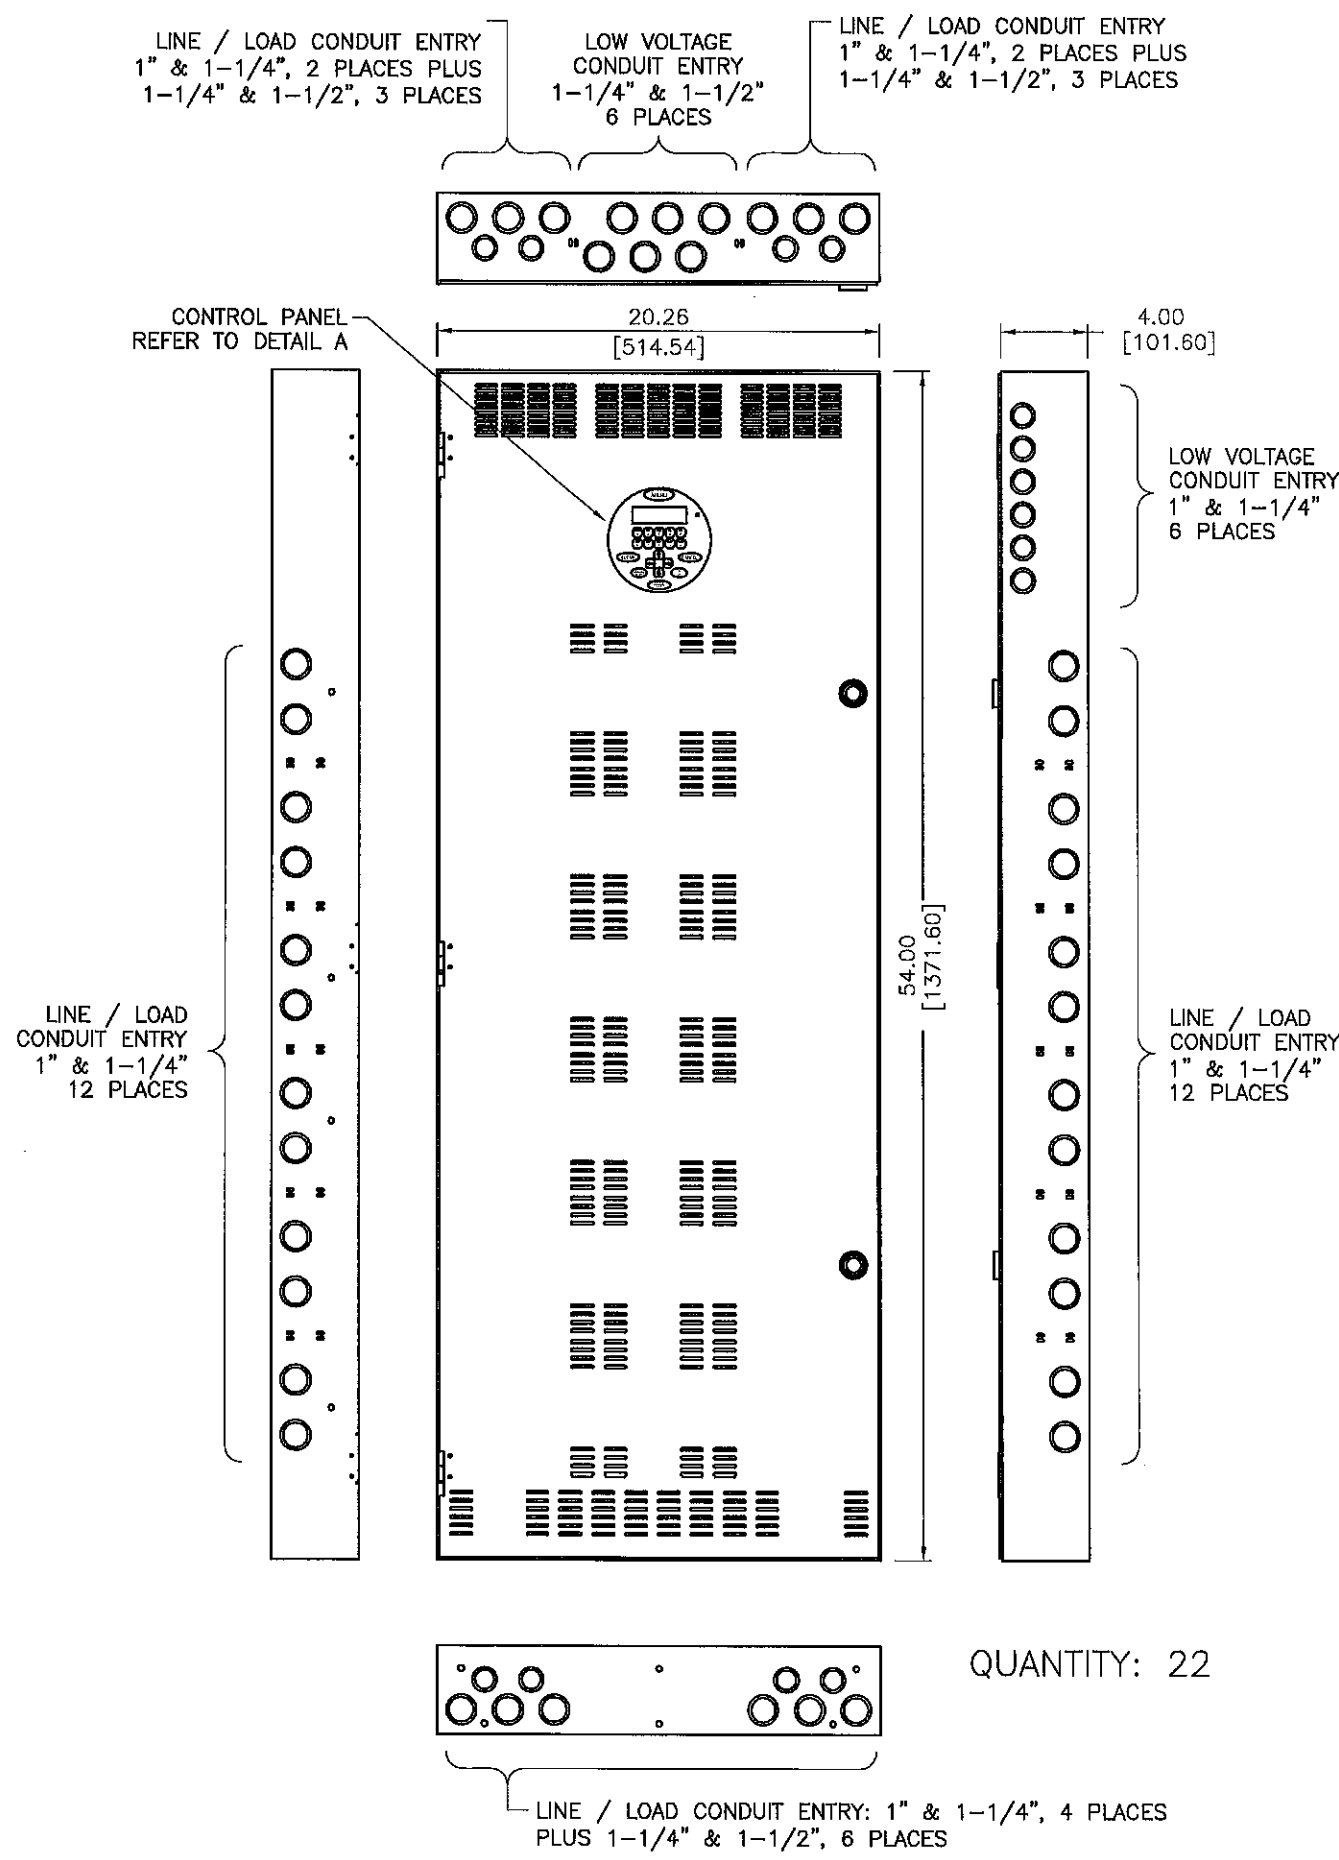 LINE / LOAD CONDUIT ENTRY
1" & 1-1/4", 2 PLACES PLUS
1-1/4" & 1-1/2", 3 PLACES
LOW VOLTAGE
CONDUIT ENTRY
1-1/4" & 1-1/2"
6 PLACES
LINE / LOAD CONDUIT ENTRY
1" & 1-1/4", 2 PLACES PLUS
1-1/4" & 1-1/2", 3 PLACES
CONTROL PANEL
REFER TO DETAIL A
20.26
[514.54]
4.00
[101.60]
LOW VOLTAGE
CONDUIT ENTRY
1" & 1-1/4"
6 PLACES
54.00
[1371.60]
LINE / LOAD
CONDUIT ENTRY
1" & 1-1/4"
12 PLACES
LINE / LOAD
CONDUIT ENTRY
1" & 1-1/4"
12 PLACES
QUANTITY: 22
LINE / LOAD CONDUIT ENTRY: 1" & 1-1/4", 4 PLACES
PLUS 1-1/4" & 1-1/2", 6 PLACES